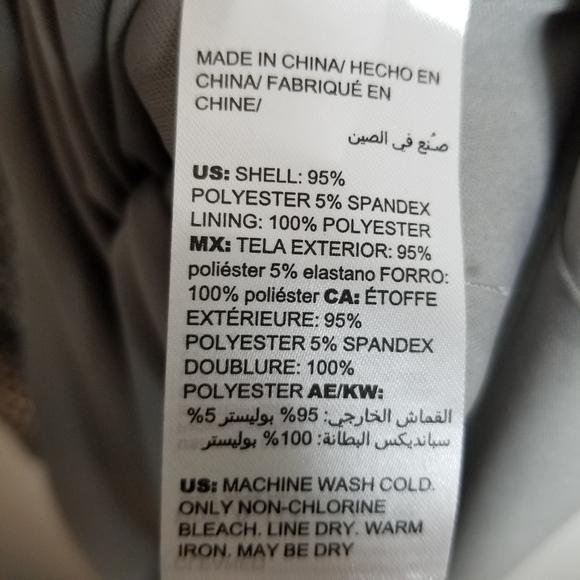 MADE IN CHINA/ HECHO EN
CHINA/ FABRIQUÉ EN
CHINE/
صُنع في الصين
US: SHELL: 95%
POLYESTER 5% SPANDEX
LINING: 100% POLYESTER
MX: TELA EXTERIOR: 95%
poliéster 5% elastano FORRO:
100% poliéster CA: ÉTOFFE
EXTÉRIEURE: 95%
POLYESTER 5% SPANDEX
DOUBLURE: 100%
POLYESTER AE/KW:
القماش الخارجي: 95% بوليستر 5%
سبانديكس البطانة: 100% بوليستر
US: MACHINE WASH COLD.
ONLY NON-CHLORINE
BLEACH. LINE DRY. WARM
IRON. MAY BE DRY